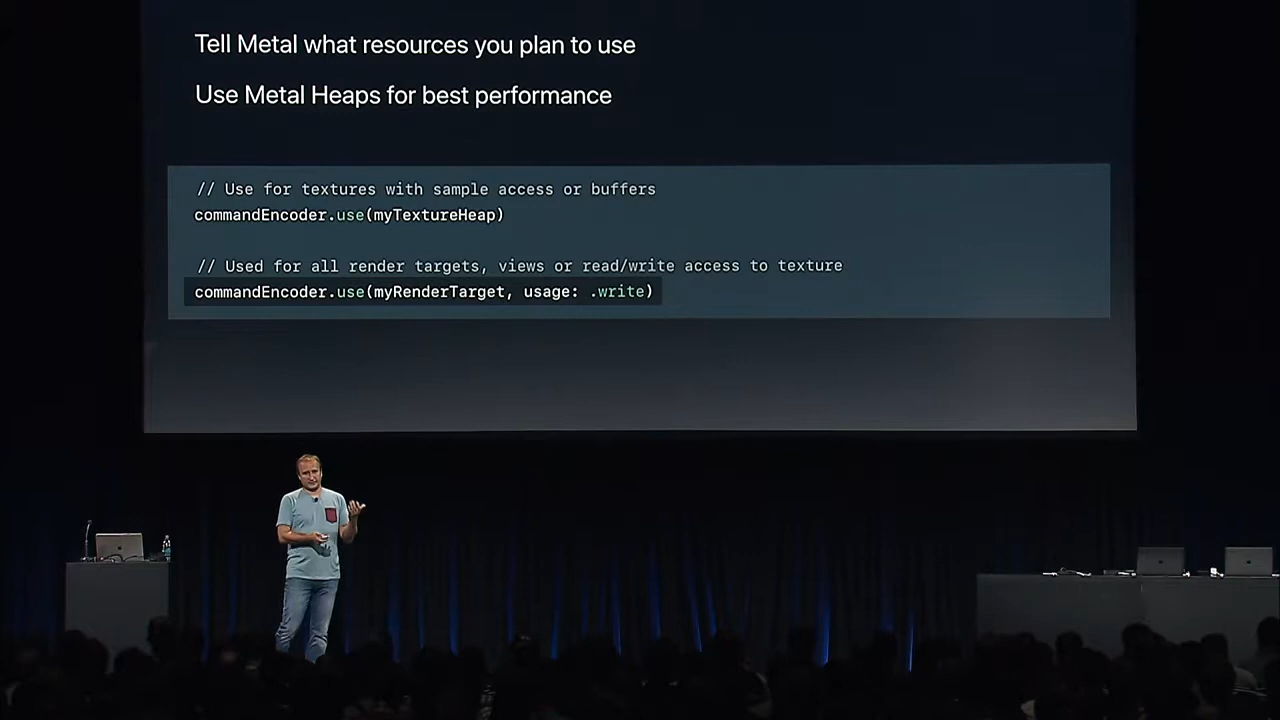 Tell Metal what resources you plan to use
Use Metal Heaps for best performance
// Use for textures with sample access or buffers
commandEncoder.use(myTextureHeap)
// Used for all render targets, views or read/write access to texture
commandEncoder.use(myRenderTarget, usage: .write)